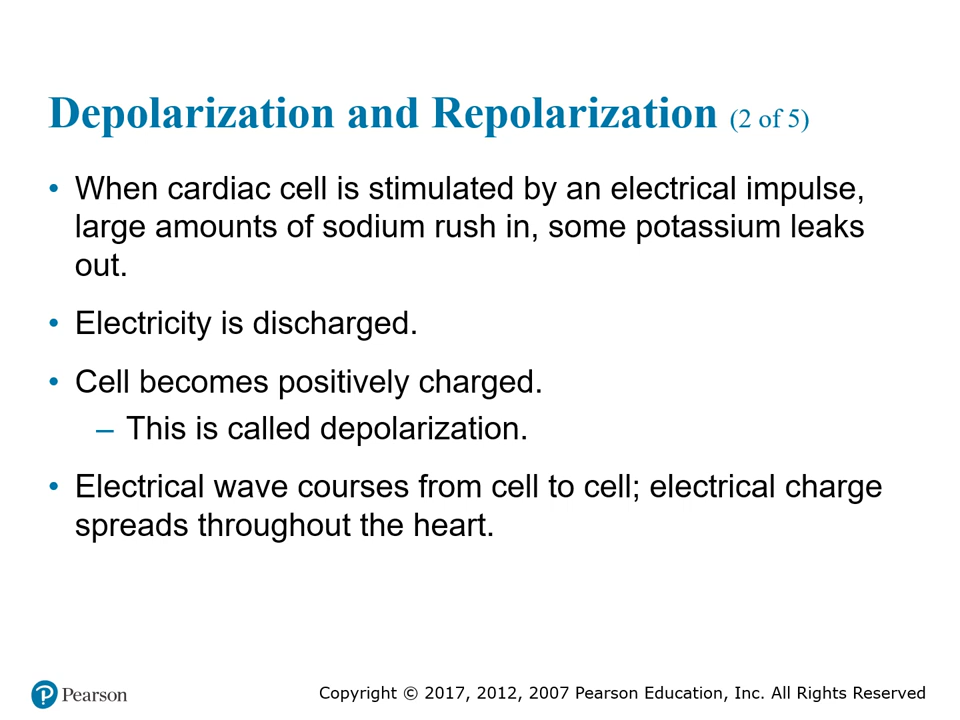 Depolarization and Repolarization (2 of 5)
• When cardiac cell is stimulated by an electrical impulse,
large amounts of sodium rush in, some potassium leaks
out.
• Electricity is discharged.
• Cell becomes positively charged.
– This is called depolarization.
• Electrical wave courses from cell to cell; electrical charge
spreads throughout the heart.
P Pearson
Copyright © 2017, 2012, 2007 Pearson Education, Inc. All Rights Reserved